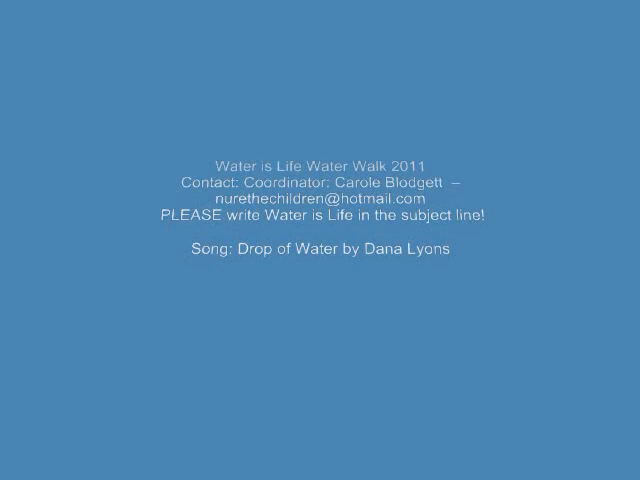 Water is Life Water Walk 2011
Contact: Coordinator: Carole Blodgett –
nurethechildren@hotmail.com
PLEASE write Water is Life in the subject line!
Song: Drop of Water by Dana Lyons